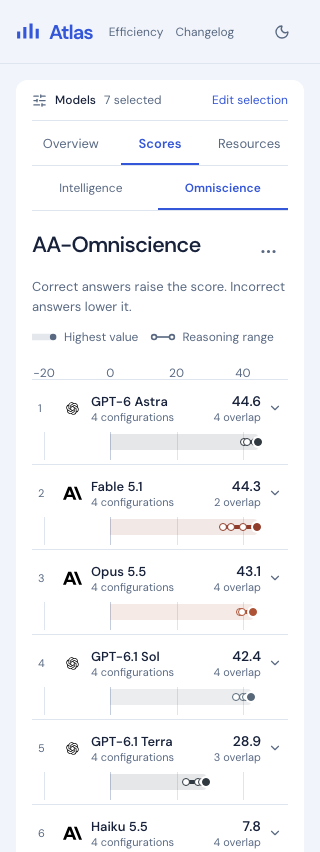 Atlas Efficiency Changelog
Models 7 selected Edit selection
Overview Scores Resources
Intelligence Omniscience
AA-Omniscience ...
Correct answers raise the score. Incorrect
answers lower it.
Highest value Reasoning range
-20 0 20 40
1 GPT-6 Astra 44.6
4 configurations 4 overlap
2 Fable 5.1 44.3
4 configurations 2 overlap
3 Opus 5.5 43.1
4 configurations 4 overlap
4 GPT-6.1 Sol 42.4
4 configurations 4 overlap
5 GPT-6.1 Terra 28.9
4 configurations 3 overlap
6 Haiku 5.5 7.8
4 configurations 4 overlap